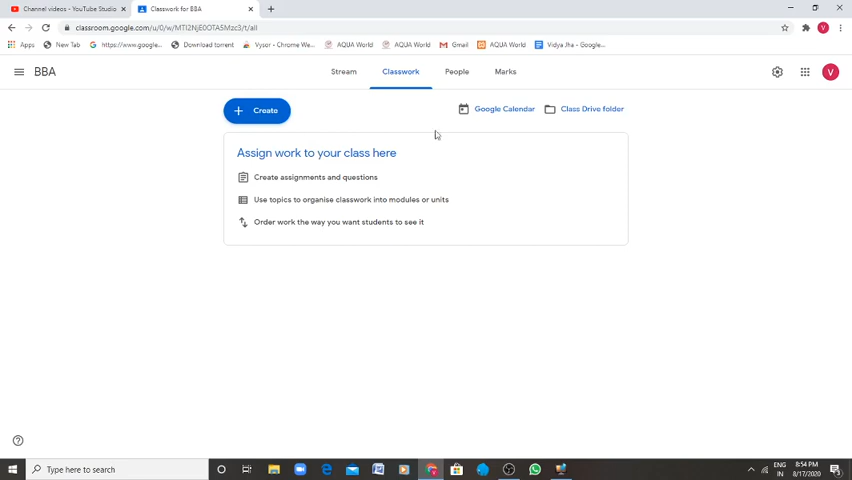 Channel videos - YouTube Studio
Classwork for BBA
classroom.google.com/u/0/w/MTI2NjE0OTA5Mzc3/t/all
Apps
New Tab
https://www.google...
Download torrent
Vysor - Chrome We...
AQUA World
AQUA World
Gmail
AQUA World
Vidya Jha - Google...
BBA
Stream
Classwork
People
Marks
V
V
Create
Google Calendar
Class Drive folder
Assign work to your class here
Create assignments and questions
Use topics to organise classwork into modules or units
Order work the way you want students to see it
Type here to search
ENG
IN
8:54 PM
8/17/2020